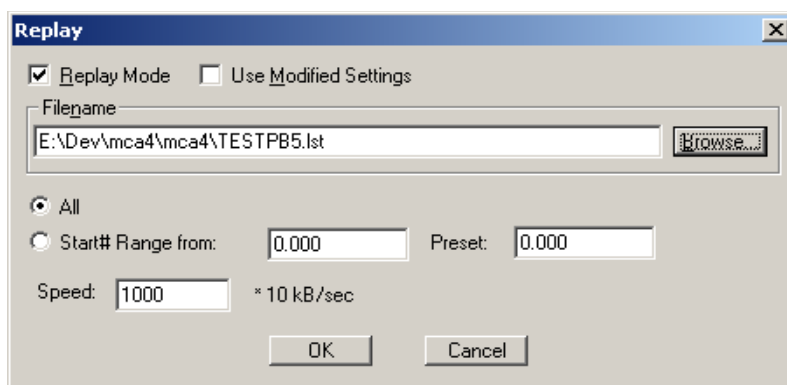 Replay
Replay Mode Use Modified Settings
Filename
E:\Dev\mca4\mca4\TESTPB5.lst Browse...
All
Start# Range from: 0.000 Preset: 0.000
Speed: 1000 * 10 kB/sec
OK Cancel